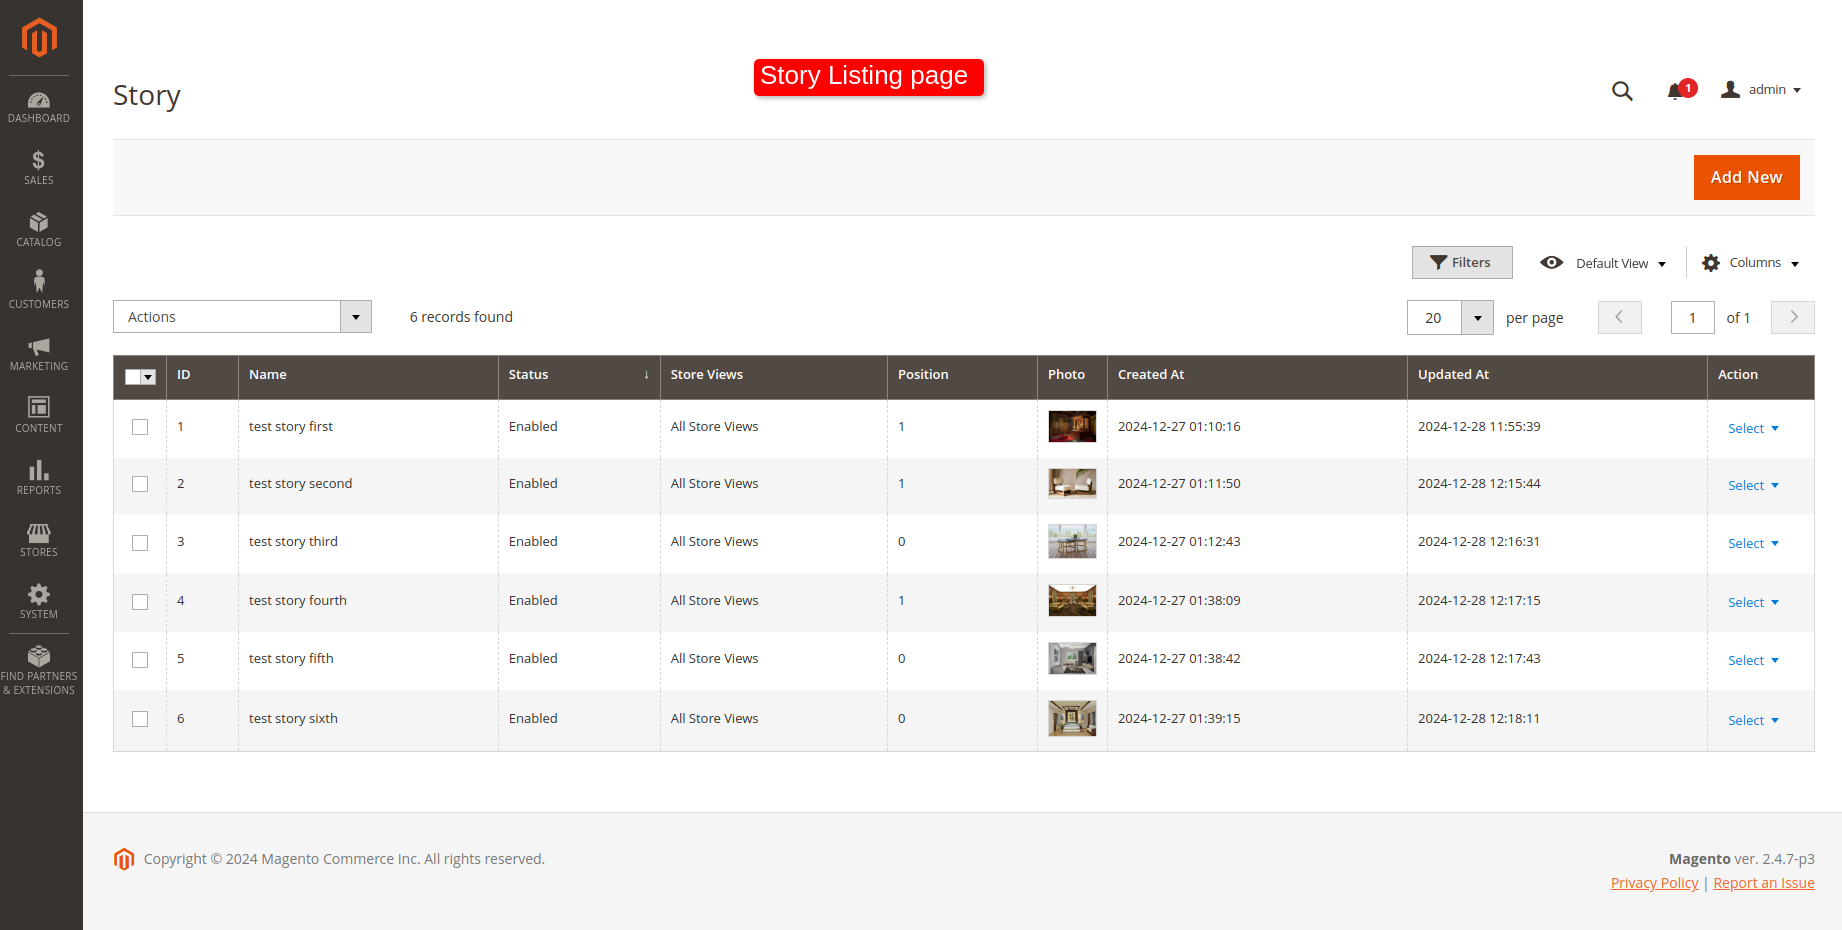 Story Listing page
Story
1
admin
DASHBOARD
SALES
CATALOG
CUSTOMERS
MARKETING
CONTENT
REPORTS
STORES
SYSTEM
FIND PARTNERS
& EXTENSIONS
Add New
Filters Default View Columns
Actions 6 records found 20 per page 1 of 1
ID Name Status ↓ Store Views Position Photo Created At Updated At Action
1 test story first Enabled All Store Views 1 2024-12-27 01:10:16 2024-12-28 11:55:39 Select
2 test story second Enabled All Store Views 1 2024-12-27 01:11:50 2024-12-28 12:15:44 Select
3 test story third Enabled All Store Views 0 2024-12-27 01:12:43 2024-12-28 12:16:31 Select
4 test story fourth Enabled All Store Views 1 2024-12-27 01:38:09 2024-12-28 12:17:15 Select
5 test story fifth Enabled All Store Views 0 2024-12-27 01:38:42 2024-12-28 12:17:43 Select
6 test story sixth Enabled All Store Views 0 2024-12-27 01:39:15 2024-12-28 12:18:11 Select
Copyright © 2024 Magento Commerce Inc. All rights reserved.
Magento ver. 2.4.7-p3
Privacy Policy | Report an Issue